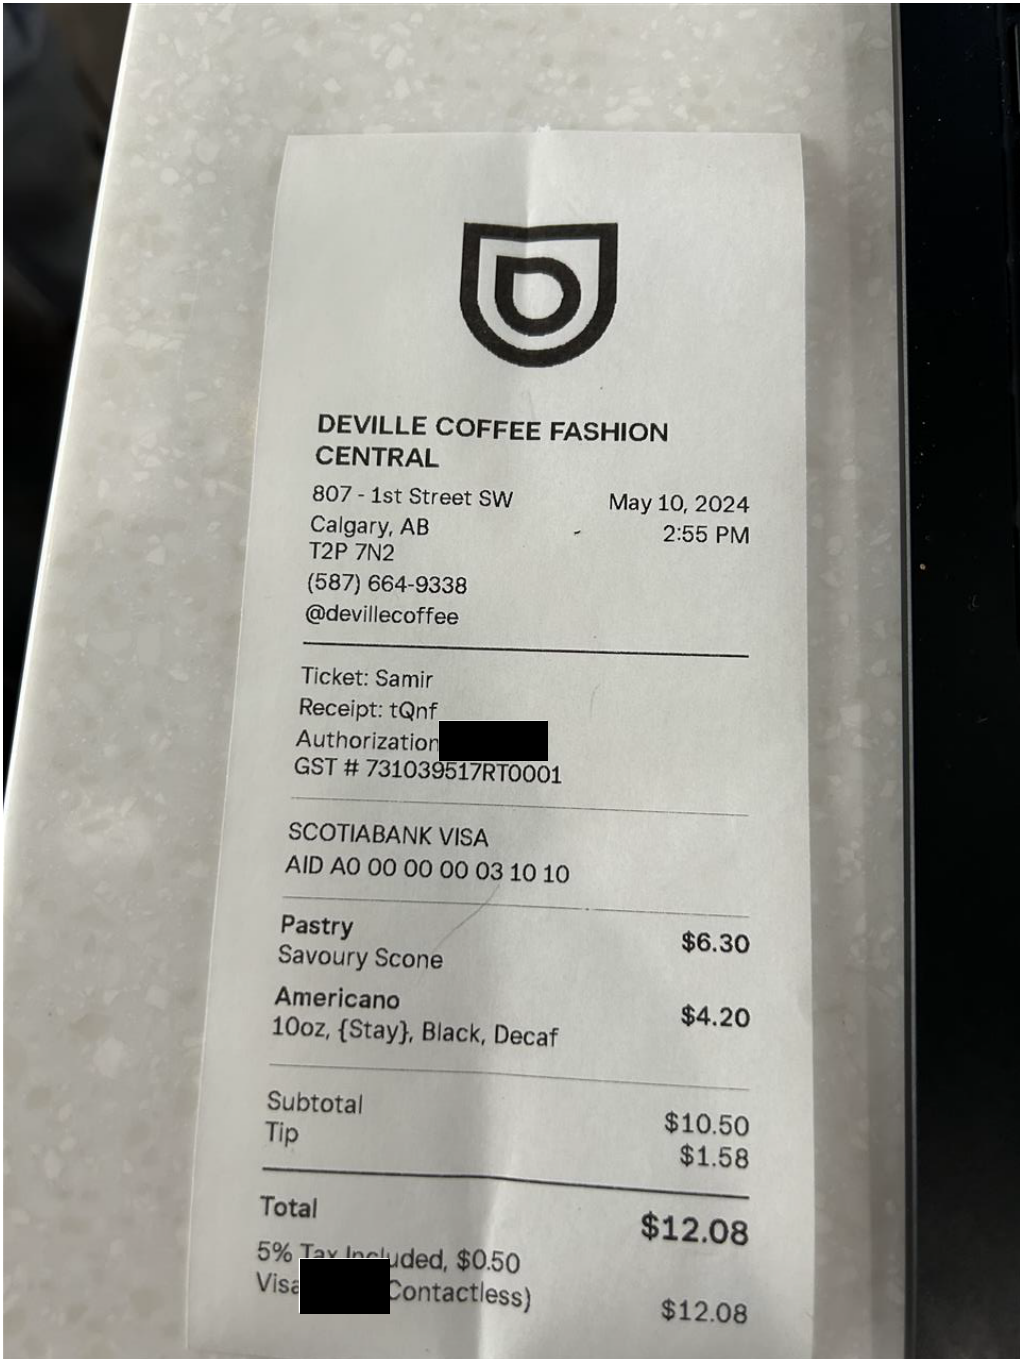 DEVILLE COFFEE FASHION
CENTRAL
807 - 1st Street SW May 10, 2024
Calgary, AB 2:55 PM
T2P 7N2
(587) 664-9338
@devillecoffee
Ticket: Samir
Receipt: tQnf
Authorization
GST # 731039517RT0001
SCOTIABANK VISA
AID A0 00 00 00 03 10 10
Pastry $6.30
Savoury Scone
Americano $4.20
10oz, {Stay}, Black, Decaf
Subtotal $10.50
Tip $1.58
Total $12.08
5% Tax Included, $0.50
Visa Contactless) $12.08